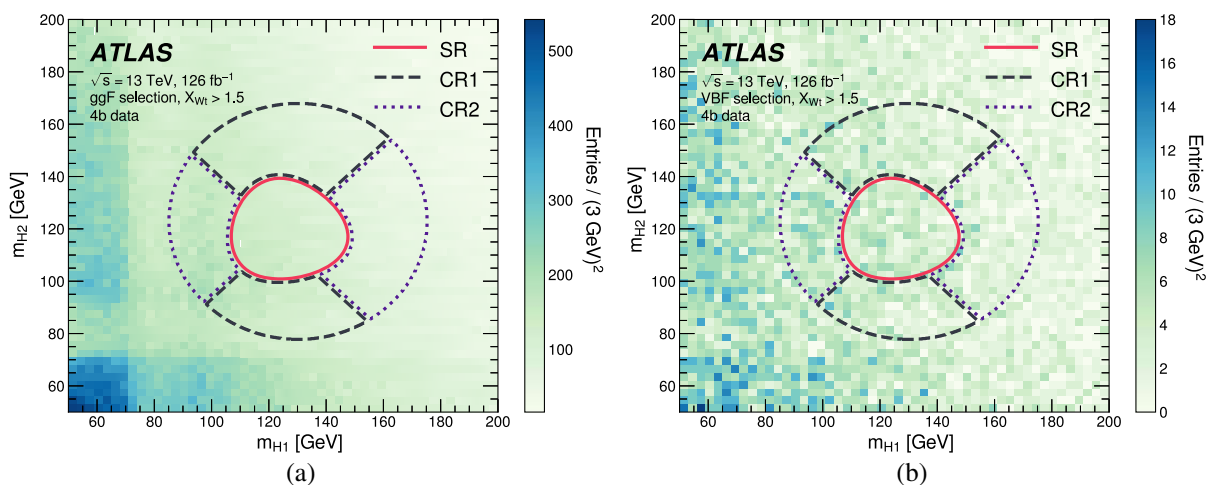 ATLAS
√s = 13 TeV, 126 fb⁻¹
ggF selection, X_Wt > 1.5
4b data
SR
CR1
CR2
200
180
160
140
120
100
80
60
m_H2 [GeV]
60 80 100 120 140 160 180 200
m_H1 [GeV]
500
400
300
200
100
Entries / (3 GeV)²
(a)
ATLAS
√s = 13 TeV, 126 fb⁻¹
VBF selection, X_Wt > 1.5
4b data
SR
CR1
CR2
200
180
160
140
120
100
80
60
m_H2 [GeV]
60 80 100 120 140 160 180 200
m_H1 [GeV]
18
16
14
12
10
8
6
4
2
0
Entries / (3 GeV)²
(b)